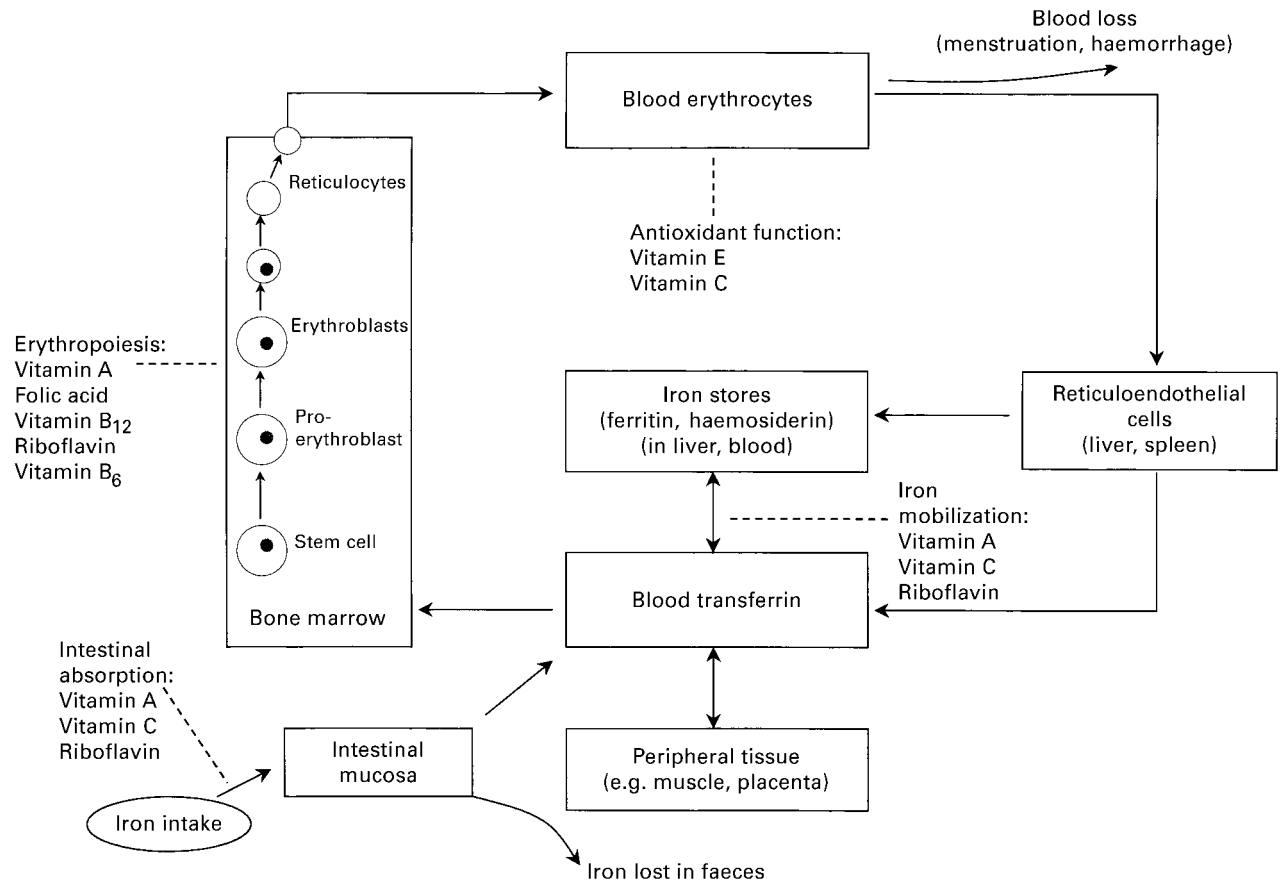 Blood loss
(menstruation, haemorrhage)
Blood erythrocytes
Reticulocytes
Antioxidant function:
Vitamin E
Vitamin C
Erythroblasts
Erythropoiesis:
Vitamin A
Folic acid
Vitamin B12
Riboflavin
Vitamin B6
Pro-
erythroblast
Stem cell
Bone marrow
Iron stores
(ferritin, haemosiderin)
(in liver, blood)
Reticuloendothelial
cells
(liver, spleen)
Iron
mobilization:
Vitamin A
Vitamin C
Riboflavin
Blood transferrin
Intestinal
absorption:
Vitamin A
Vitamin C
Riboflavin
Intestinal
mucosa
Peripheral tissue
(e.g. muscle, placenta)
Iron intake
Iron lost in faeces